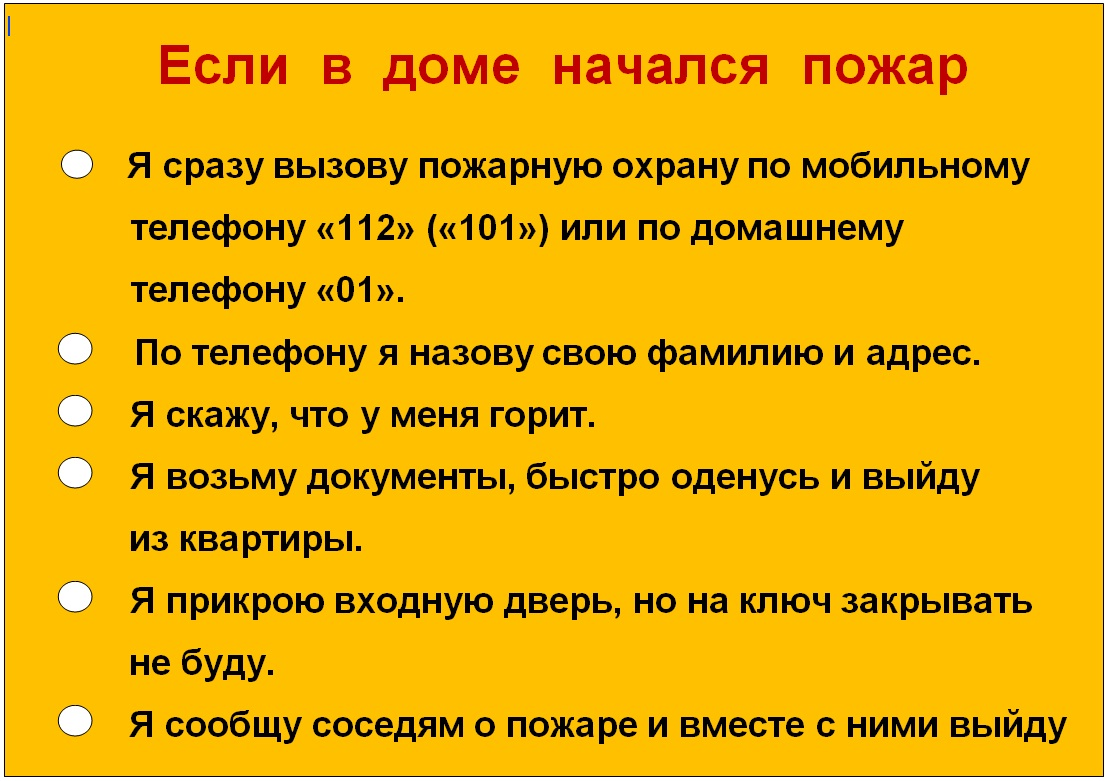 Если в доме начался пожар
Я сразу вызову пожарную охрану по мобильному
телефону «112» («101») или по домашнему
телефону «01».
По телефону я назову свою фамилию и адрес.
Я скажу, что у меня горит.
Я возьму документы, быстро оденусь и выйду
из квартиры.
Я прикрою входную дверь, но на ключ закрывать
не буду.
Я сообщу соседям о пожаре и вместе с ними выйду